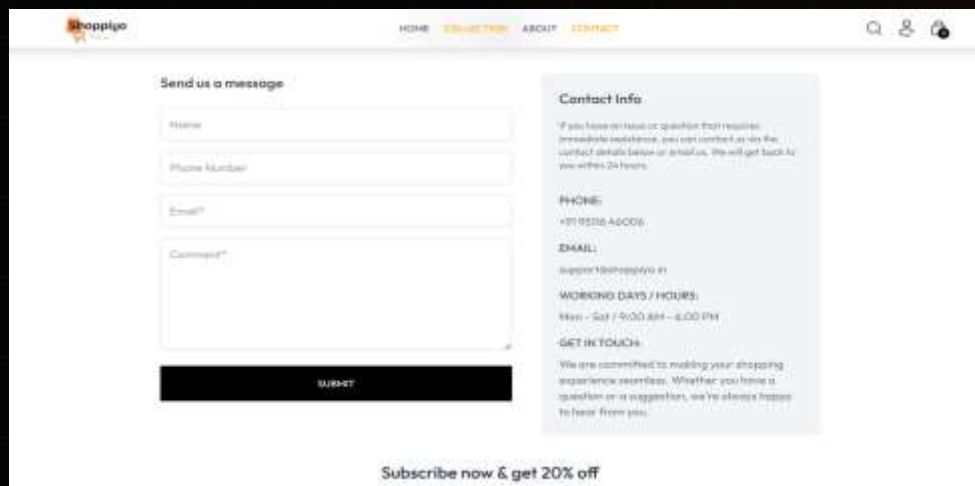 Shoppiyo
HOME COLLECTION ABOUT CONTACT
Send us a message
Name
Phone Number
Email*
Comment*
SUBMIT
Contact Info
If you have an issue or question that requires
immediate assistance, you can contact us via the
contact details below or email us. We will get back to
you within 24 hours.
PHONE:
+91 95116 46006
EMAIL:
support@shoppiyo.in
WORKING DAYS / HOURS:
Mon - Sat / 9:00 AM - 6:00 PM
GET IN TOUCH:
We are committed to making your shopping
experience seamless. Whether you have a
question or a suggestion, we're always happy
to hear from you.
Subscribe now & get 20% off